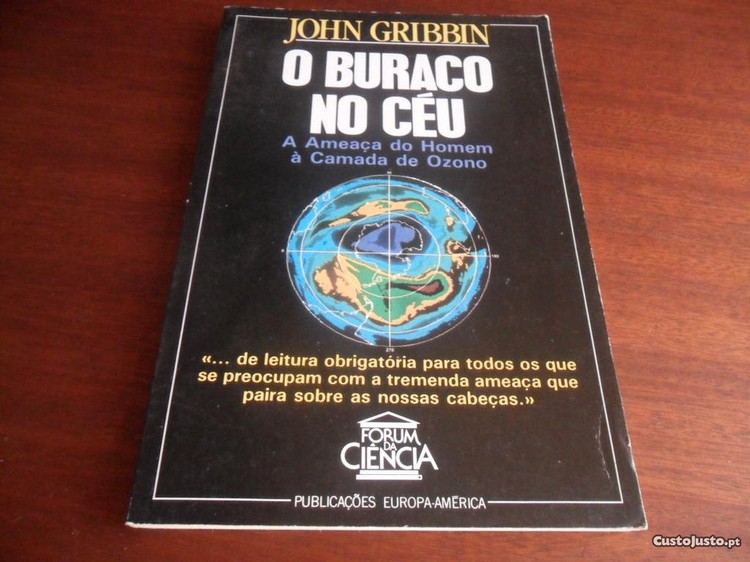 JOHN GRIBBIN
O BURACO
NO CÉU
A Ameaça do Homem
à Camada de Ozono
«... de leitura obrigatória para todos os que
se preocupam com a tremenda ameaça que
paira sobre as nossas cabeças.»
FORUM
DA
CIÊNCIA
PUBLICAÇÕES EUROPA-AMÉRICA
CustoJusto.pt